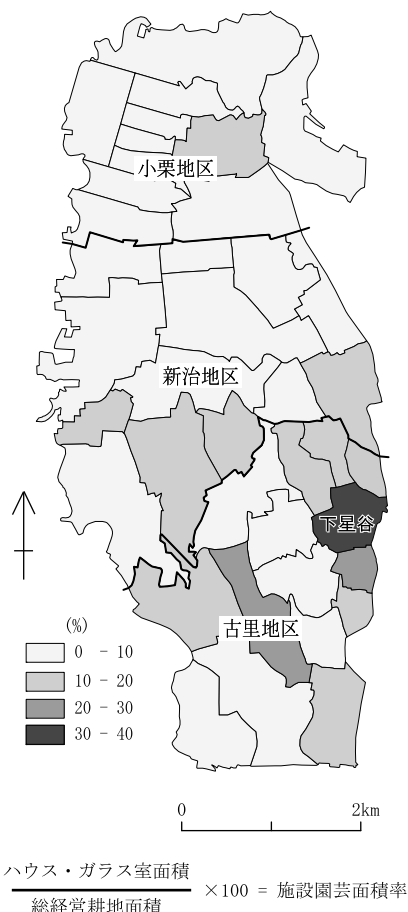 小栗地区
新治地区
下星谷
古里地区
(%)
0 - 10
10 - 20
20 - 30
30 - 40
0 2km
ハウス・ガラス室面積
総経営耕地面積
×100 = 施設園芸面積率